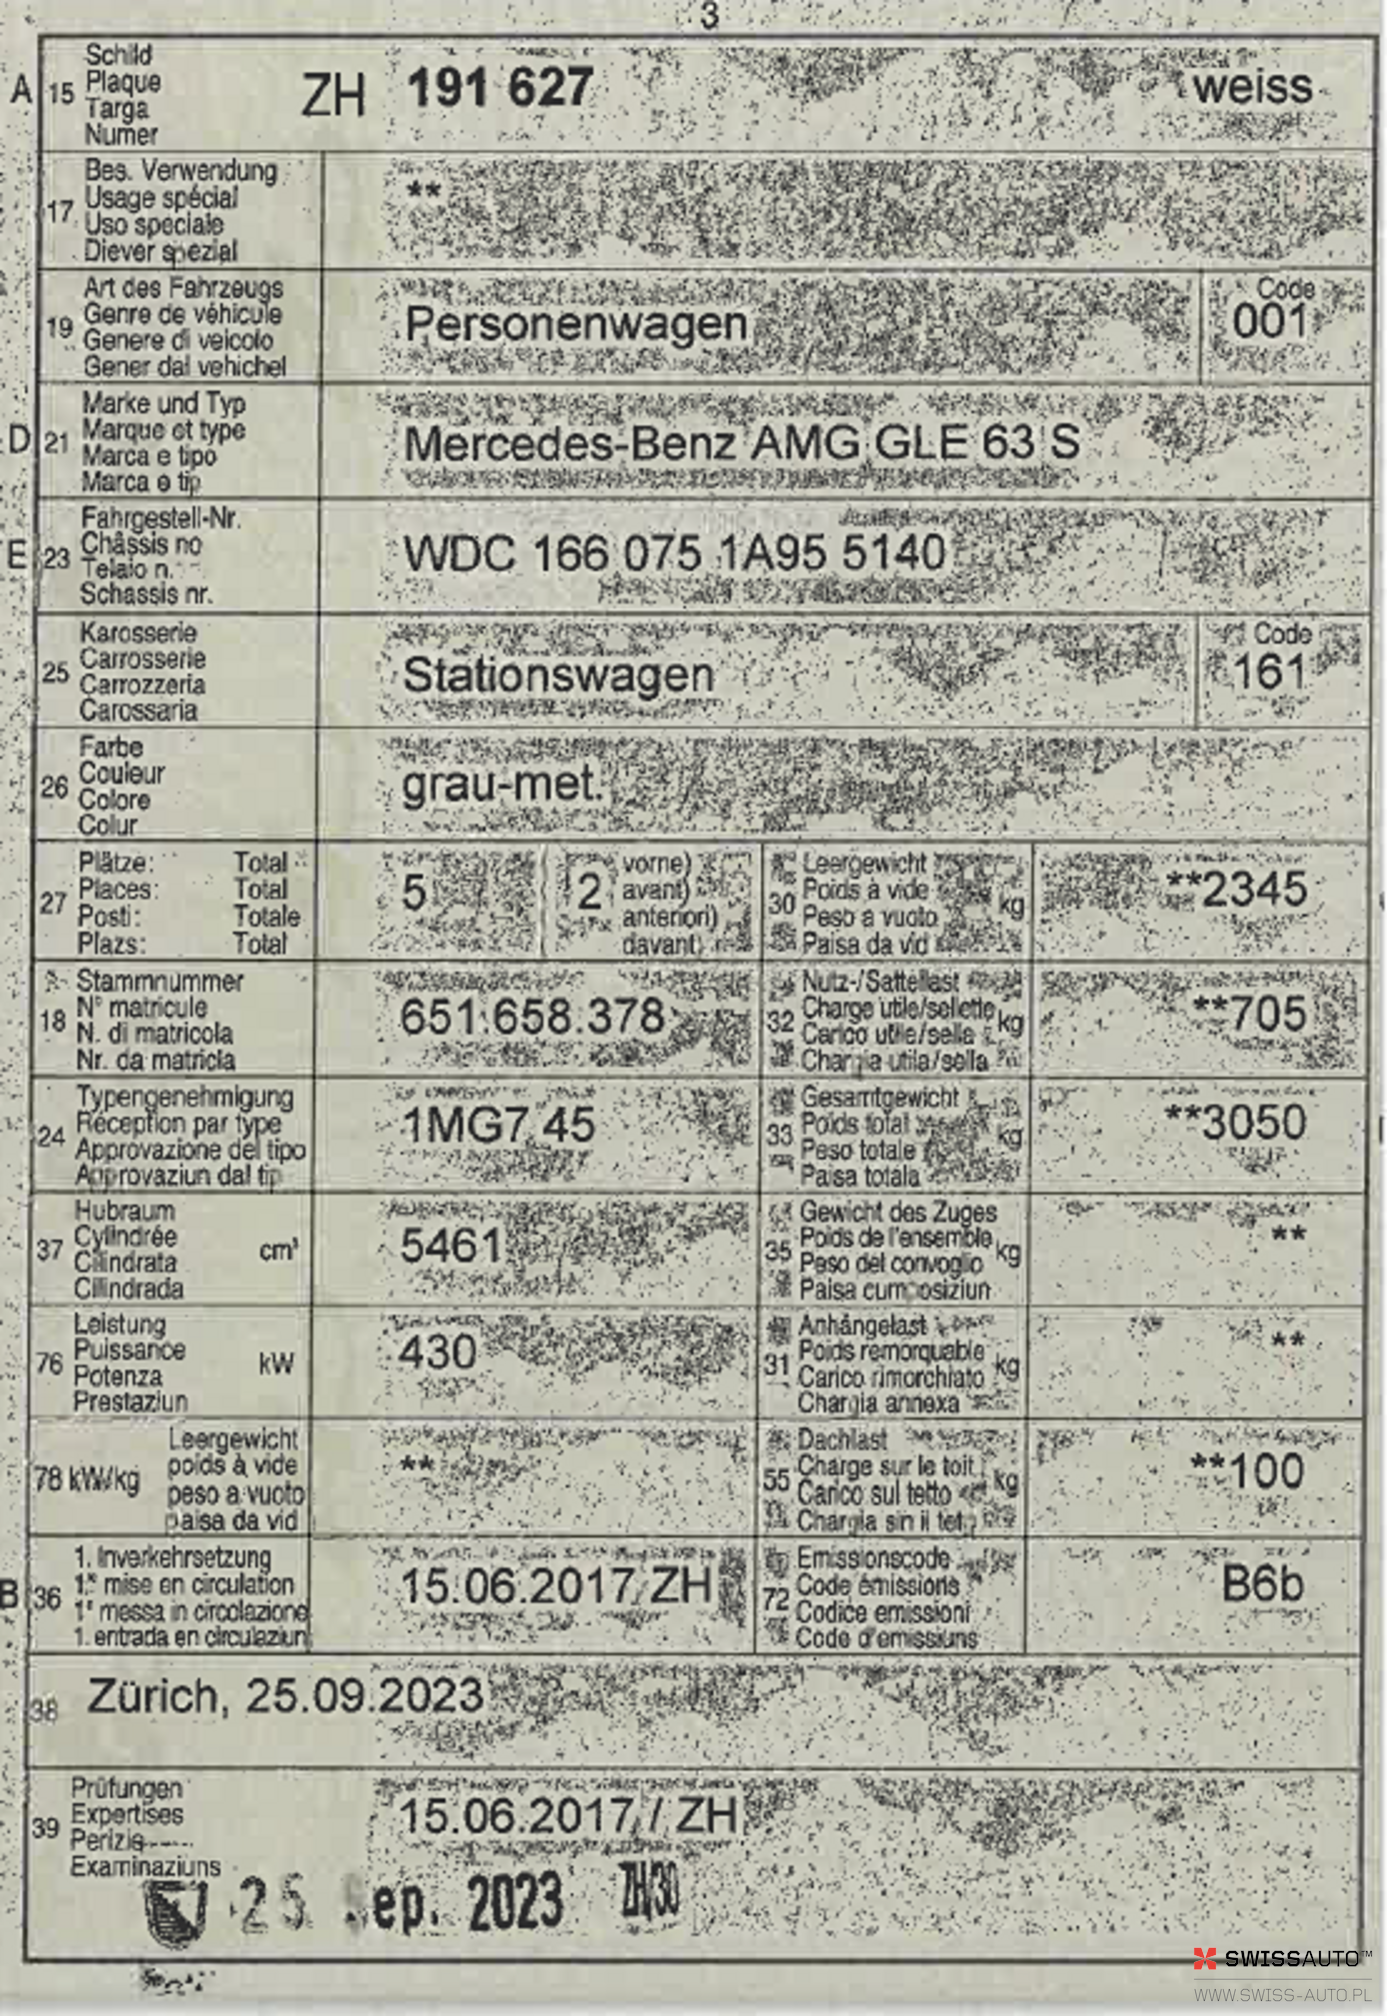 3
A 15 Schild
Plaque
Targa
Numer
ZH 191 627 weiss
17 Bes. Verwendung
Usage spécial
Uso speciale
Diever spezial
**
19 Art des Fahrzeugs
Genre de véhicule
Genere di veicolo
Gener dal vehichel
Personenwagen
Code
001
D 21 Marke und Typ
Marque et type
Marca e tipo
Marca e tip
Mercedes-Benz AMG GLE 63 S
E 23 Fahrgestell-Nr.
Châssis no
Telaio n.
Schassis nr.
WDC 166 075 1A95 5140
25 Karosserie
Carrosserie
Carrozzeria
Carossaria
Stationswagen
Code
161
26 Farbe
Couleur
Colore
Colur
grau-met.
27 Plätze: Total
Places: Total
Posti: Totale
Plazs: Total
5 ( 2 vorne)
avant)
anteriori)
davant)
30 Leergewicht
Poids à vide
Peso a vuoto
Paisa da vid
kg **2345
18 Stammnummer
N° matricule
N. di matricola
Nr. da matricla
651.658.378
32 Nutz-/Sattellast
Charge utile/sellette
Carico utile/sella
Chargia utila/sella
kg **705
24 Typengenehmigung
Réception par type
Approvazione del tipo
Approvaziun dal tip
1MG7 45
33 Gesamtgewicht
Poids total
Peso totale
Paisa totala
kg **3050
37 Hubraum
Cylindrée
Cilindrata
Cilindrada
cm³ 5461
35 Gewicht des Zuges
Poids de l'ensemble
Peso del convoglio
Paisa cumposiziun
kg **
76 Leistung
Puissance
Potenza
Prestaziun
kW 430
31 Anhängelast
Poids remorquable
Carico rimorchiato
Chargia annexa
kg **
78 kW/kg Leergewicht
poids à vide
peso a vuoto
paisa da vid
**
55 Dachlast
Charge sur le toit
Carico sul tetto
Chargia sin il tetg
kg **100
B 36 1. Inverkehrsetzung
1re mise en circulation
1a messa in circolazione
1. entrada en circulaziun
15.06.2017 ZH
72 Emissionscode
Code émissions
Codice emissioni
Code d'emissiuns
B6b
38 Zürich, 25.09.2023
39 Prüfungen
Expertises
Perizie
Examinaziuns
15.06.2017 / ZH
25 Sep. 2023 ZH/30
SWISSAUTO™
WWW.SWISS-AUTO.PL